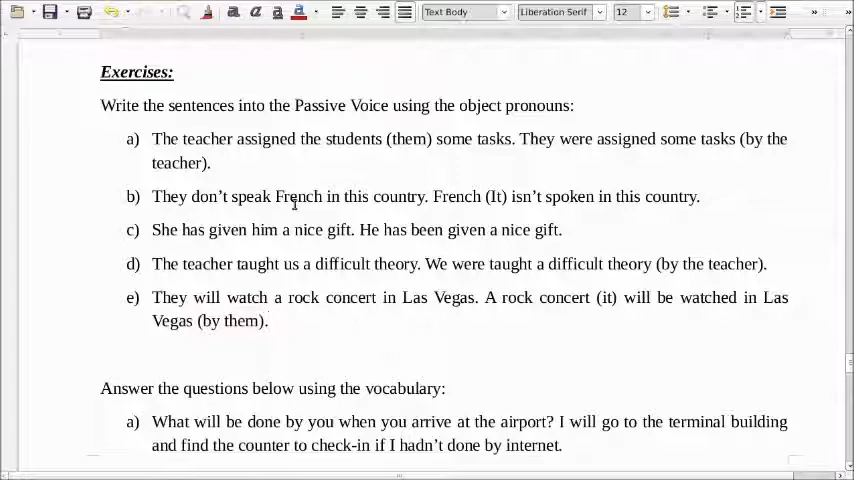 Text Body
Liberation Serif
12
Exercises:
Write the sentences into the Passive Voice using the object pronouns:
a) The teacher assigned the students (them) some tasks. They were assigned some tasks (by the
teacher).
b) They don’t speak French in this country. French (It) isn’t spoken in this country.
c) She has given him a nice gift. He has been given a nice gift.
d) The teacher taught us a difficult theory. We were taught a difficult theory (by the teacher).
e) They will watch a rock concert in Las Vegas. A rock concert (it) will be watched in Las
Vegas (by them).
Answer the questions below using the vocabulary:
a) What will be done by you when you arrive at the airport? I will go to the terminal building
and find the counter to check-in if I hadn’t done by internet.